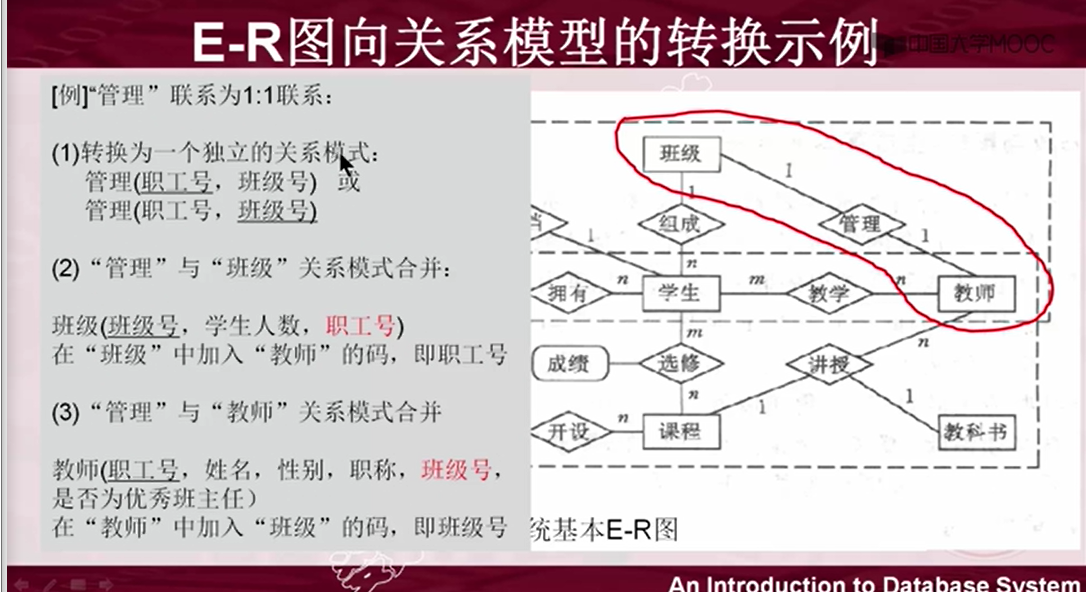 E-R图向关系模型的转换示例
中国大学MOOC
[例]“管理”联系为1:1联系：
(1)转换为一个独立的关系模式：
管理(职工号，班级号) 或
管理(职工号，班级号)
(2)“管理”与“班级”关系模式合并：
班级(班级号，学生人数，职工号)
在“班级”中加入“教师”的码，即职工号
(3)“管理”与“教师”关系模式合并
教师(职工号，姓名，性别，职称，班级号，
是否为优秀班主任）
在“教师”中加入“班级”的码，即班级号
班级
1
1
组成
管理
1
1
n
拥有
n
学生
m
教学
n
教师
m
n
成绩
选修
讲授
n
1
1
开设
n
课程
教科书
统基本E-R图
An Introduction to Database System